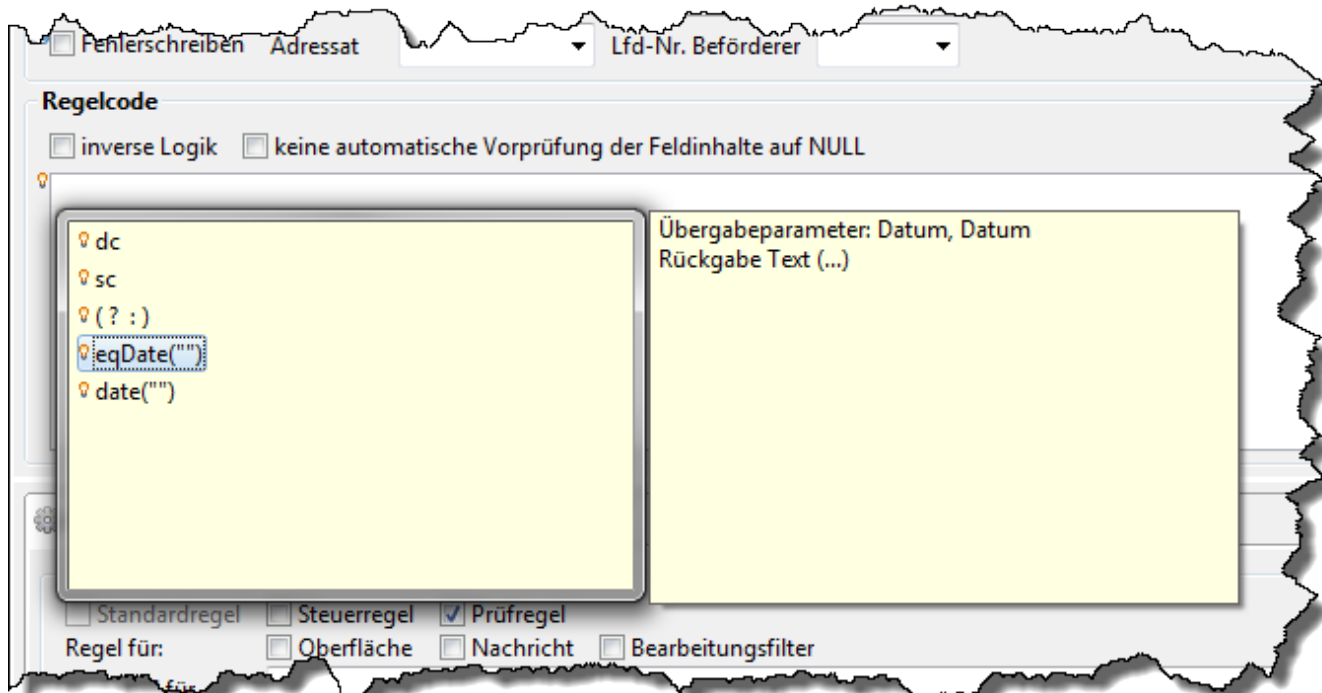 Fehlerschreiben Adressat Lfd-Nr. Beförderer
Regelcode
inverse Logik keine automatische Vorprüfung der Feldinhalte auf NULL
dc
sc
( ? : )
eqDate("")
date("")
Übergabeparameter: Datum, Datum
Rückgabe Text (...)
Standardregel Steuerregel Prüfregel
Regel für: Oberfläche Nachricht Bearbeitungsfilter
für